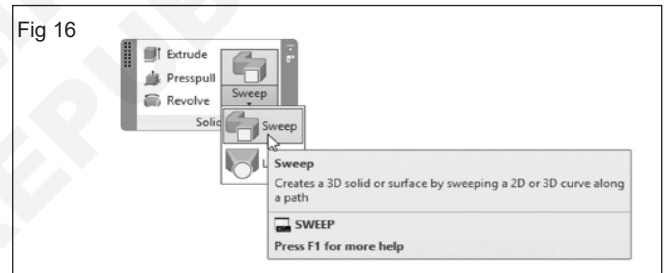 Fig 16
Extrude
Presspull
Revolve
Sweep
Solid
Sweep
L
Sweep
Creates a 3D solid or surface by sweeping a 2D or 3D curve along
a path
SWEEP
Press F1 for more help